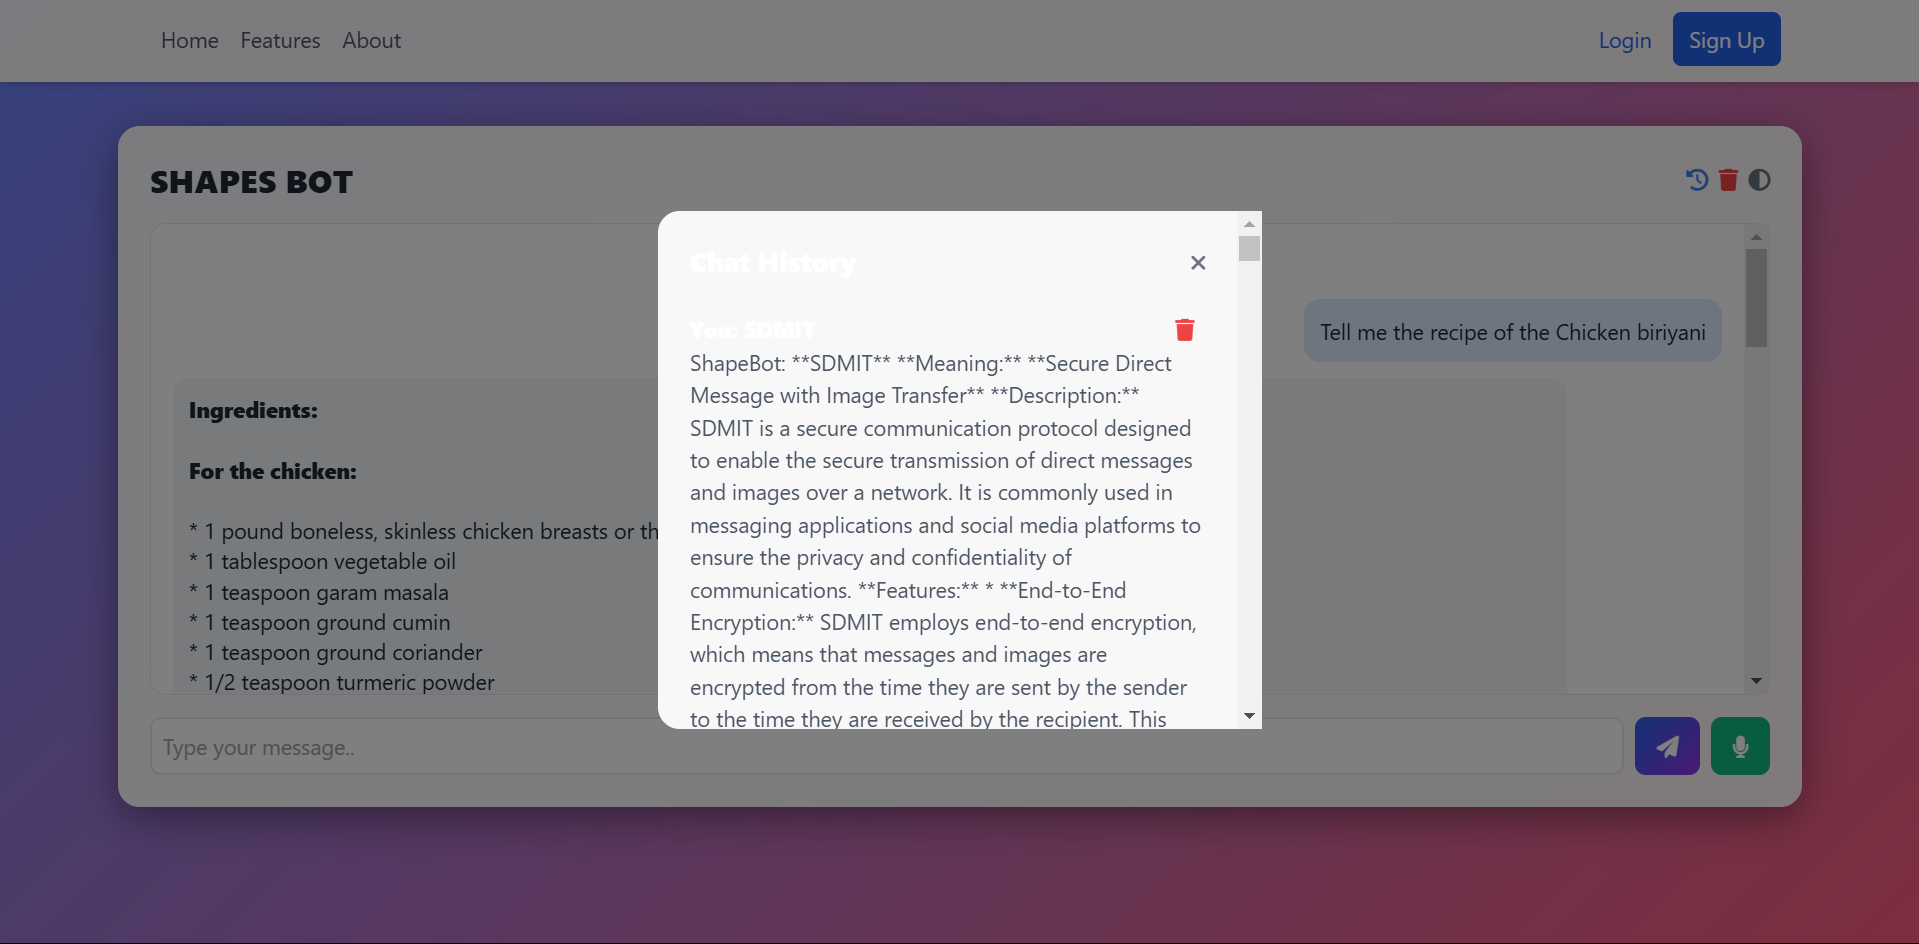 Home Features About Login Sign Up
SHAPES BOT
Tell me the recipe of the Chicken biriyani
Ingredients:
For the chicken:
* 1 pound boneless, skinless chicken breasts or th
* 1 tablespoon vegetable oil
* 1 teaspoon garam masala
* 1 teaspoon ground cumin
* 1 teaspoon ground coriander
* 1/2 teaspoon turmeric powder
Chat History
You: SDMIT
ShapeBot: **SDMIT** **Meaning:** **Secure Direct
Message with Image Transfer** **Description:**
SDMIT is a secure communication protocol designed
to enable the secure transmission of direct messages
and images over a network. It is commonly used in
messaging applications and social media platforms to
ensure the privacy and confidentiality of
communications. **Features:** * **End-to-End
Encryption:** SDMIT employs end-to-end encryption,
which means that messages and images are
encrypted from the time they are sent by the sender
to the time they are received by the recipient. This
Type your message..